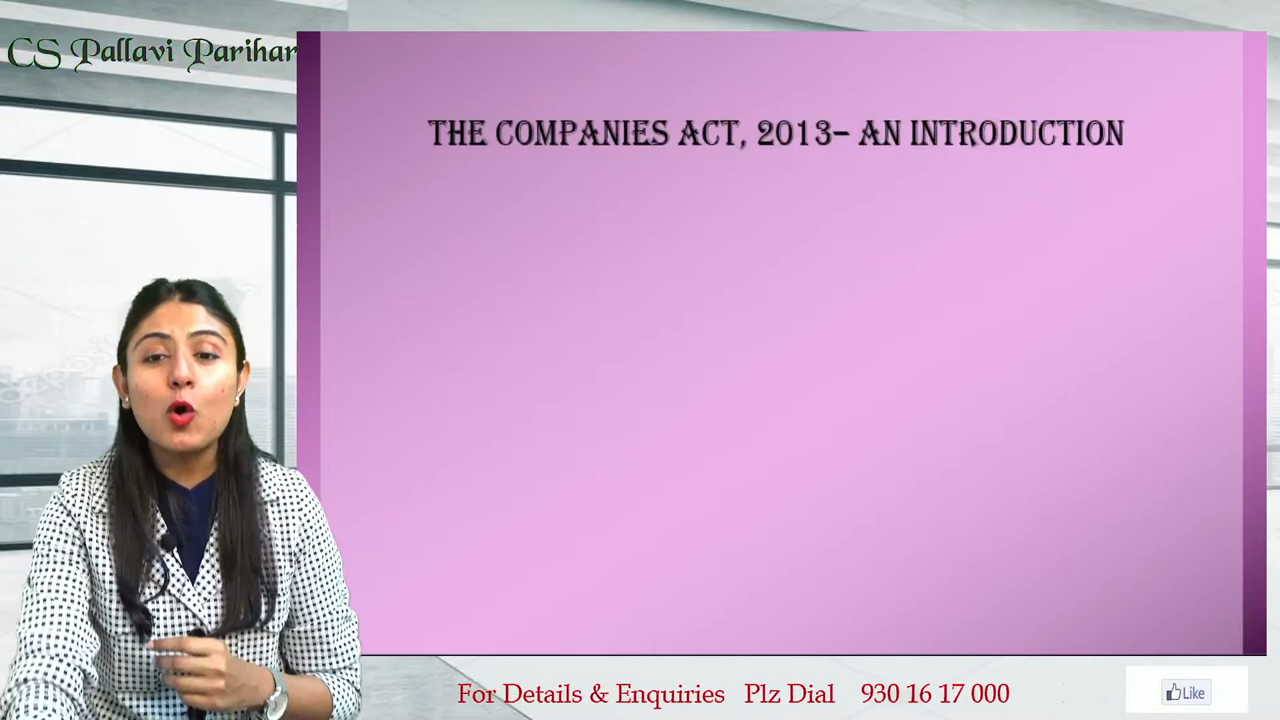 CS Pallavi Parihar
THE COMPANIES ACT, 2013– AN INTRODUCTION
For Details & Enquiries Plz Dial 930 16 17 000
Like